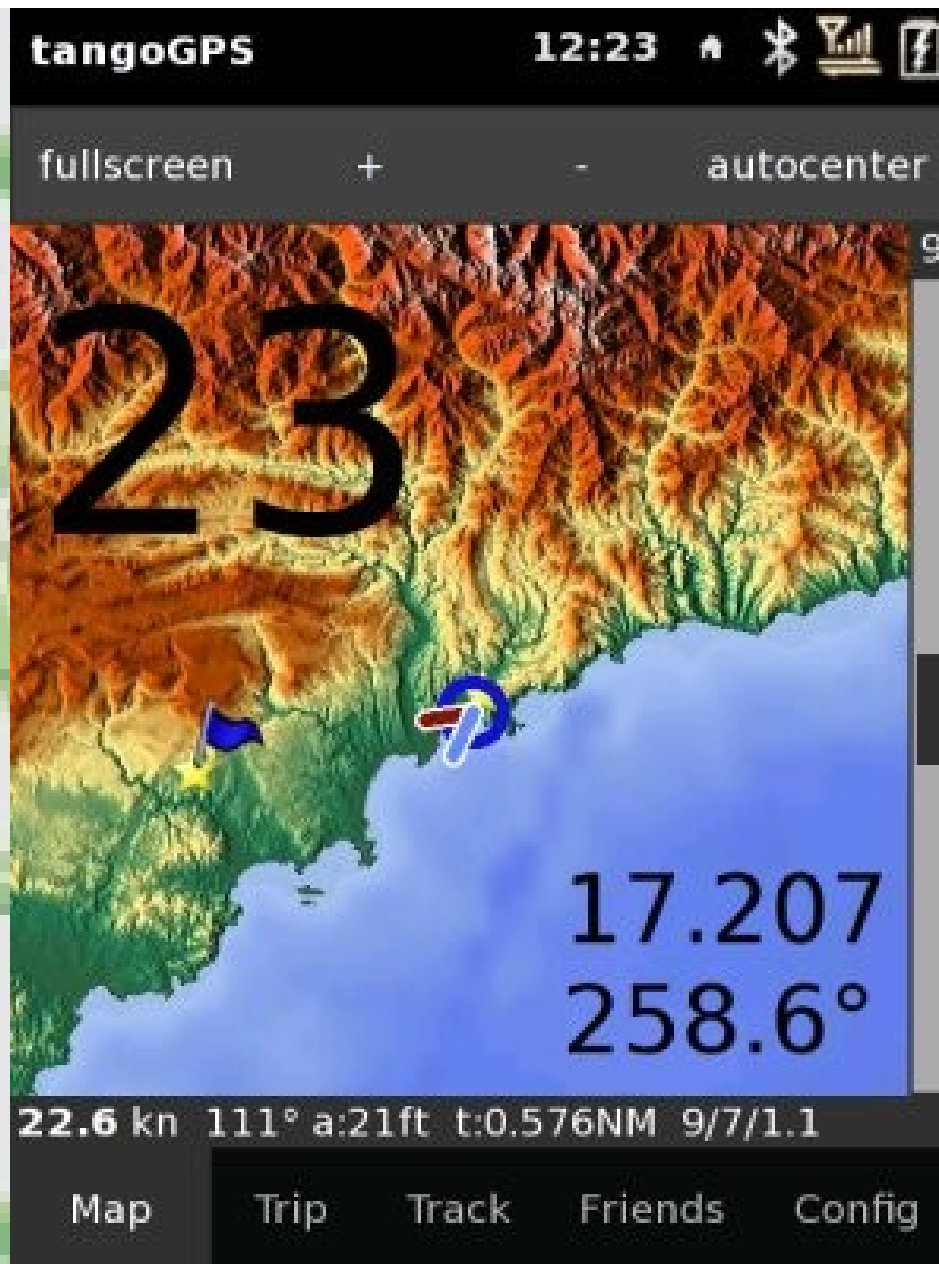 tangoGPS 12:23
fullscreen + - autocenter
9
23
17.207
258.6°
22.6 kn 111° a:21ft t:0.576NM 9/7/1.1
Map Trip Track Friends Config